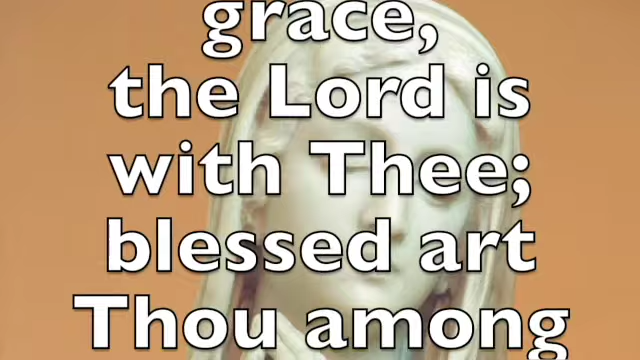 grace,
the Lord is
with Thee;
blessed art
Thou among